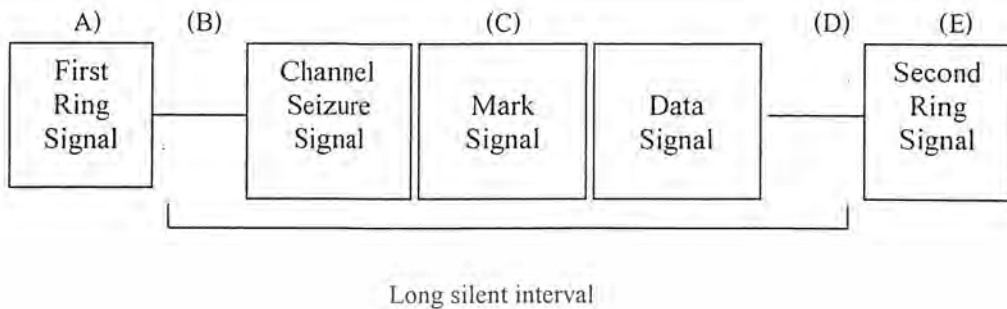 A) (B) (C) (D) (E)
First
Ring
Signal
Channel
Seizure
Signal
Mark
Signal
Data
Signal
Second
Ring
Signal
Long silent interval